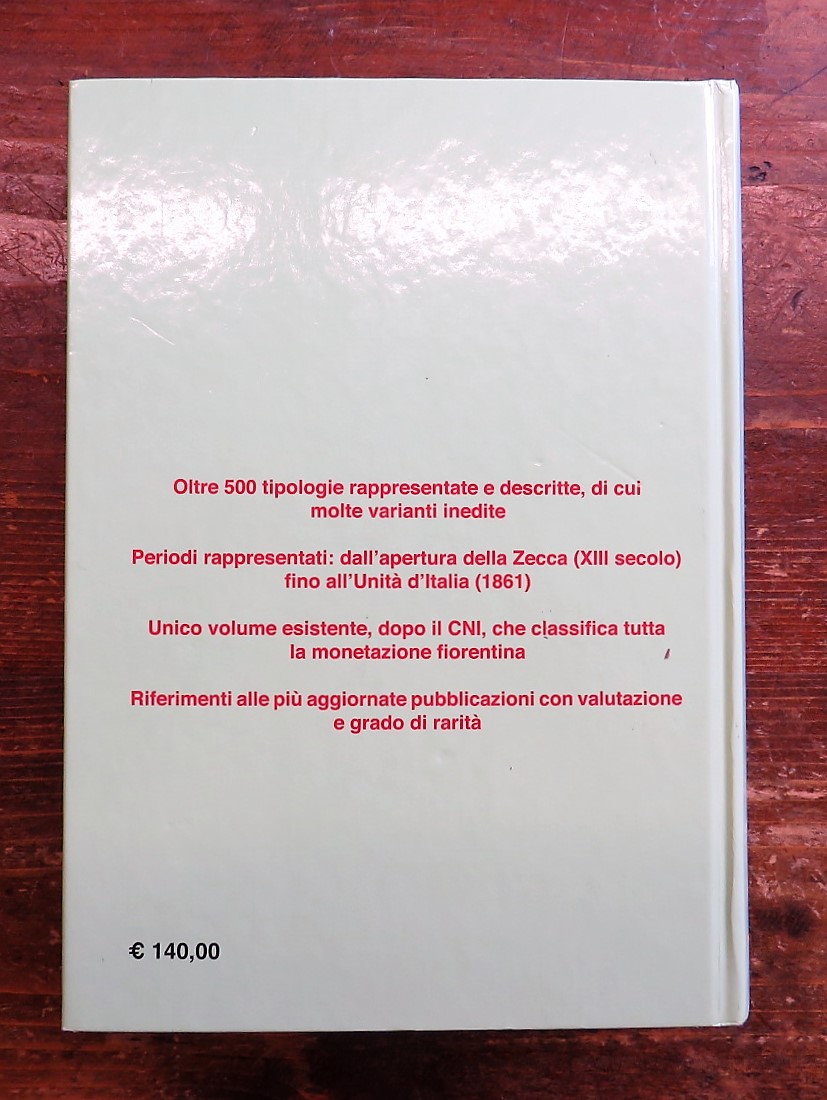 Oltre 500 tipologie rappresentate e descritte, di cui
molte varianti inedite
Periodi rappresentati: dall'apertura della Zecca (XIII secolo)
fino all'Unità d'Italia (1861)
Unico volume esistente, dopo il CNI, che classifica tutta
la monetazione fiorentina
Riferimenti alle più aggiornate pubblicazioni con valutazione
e grado di rarità
€ 140,00